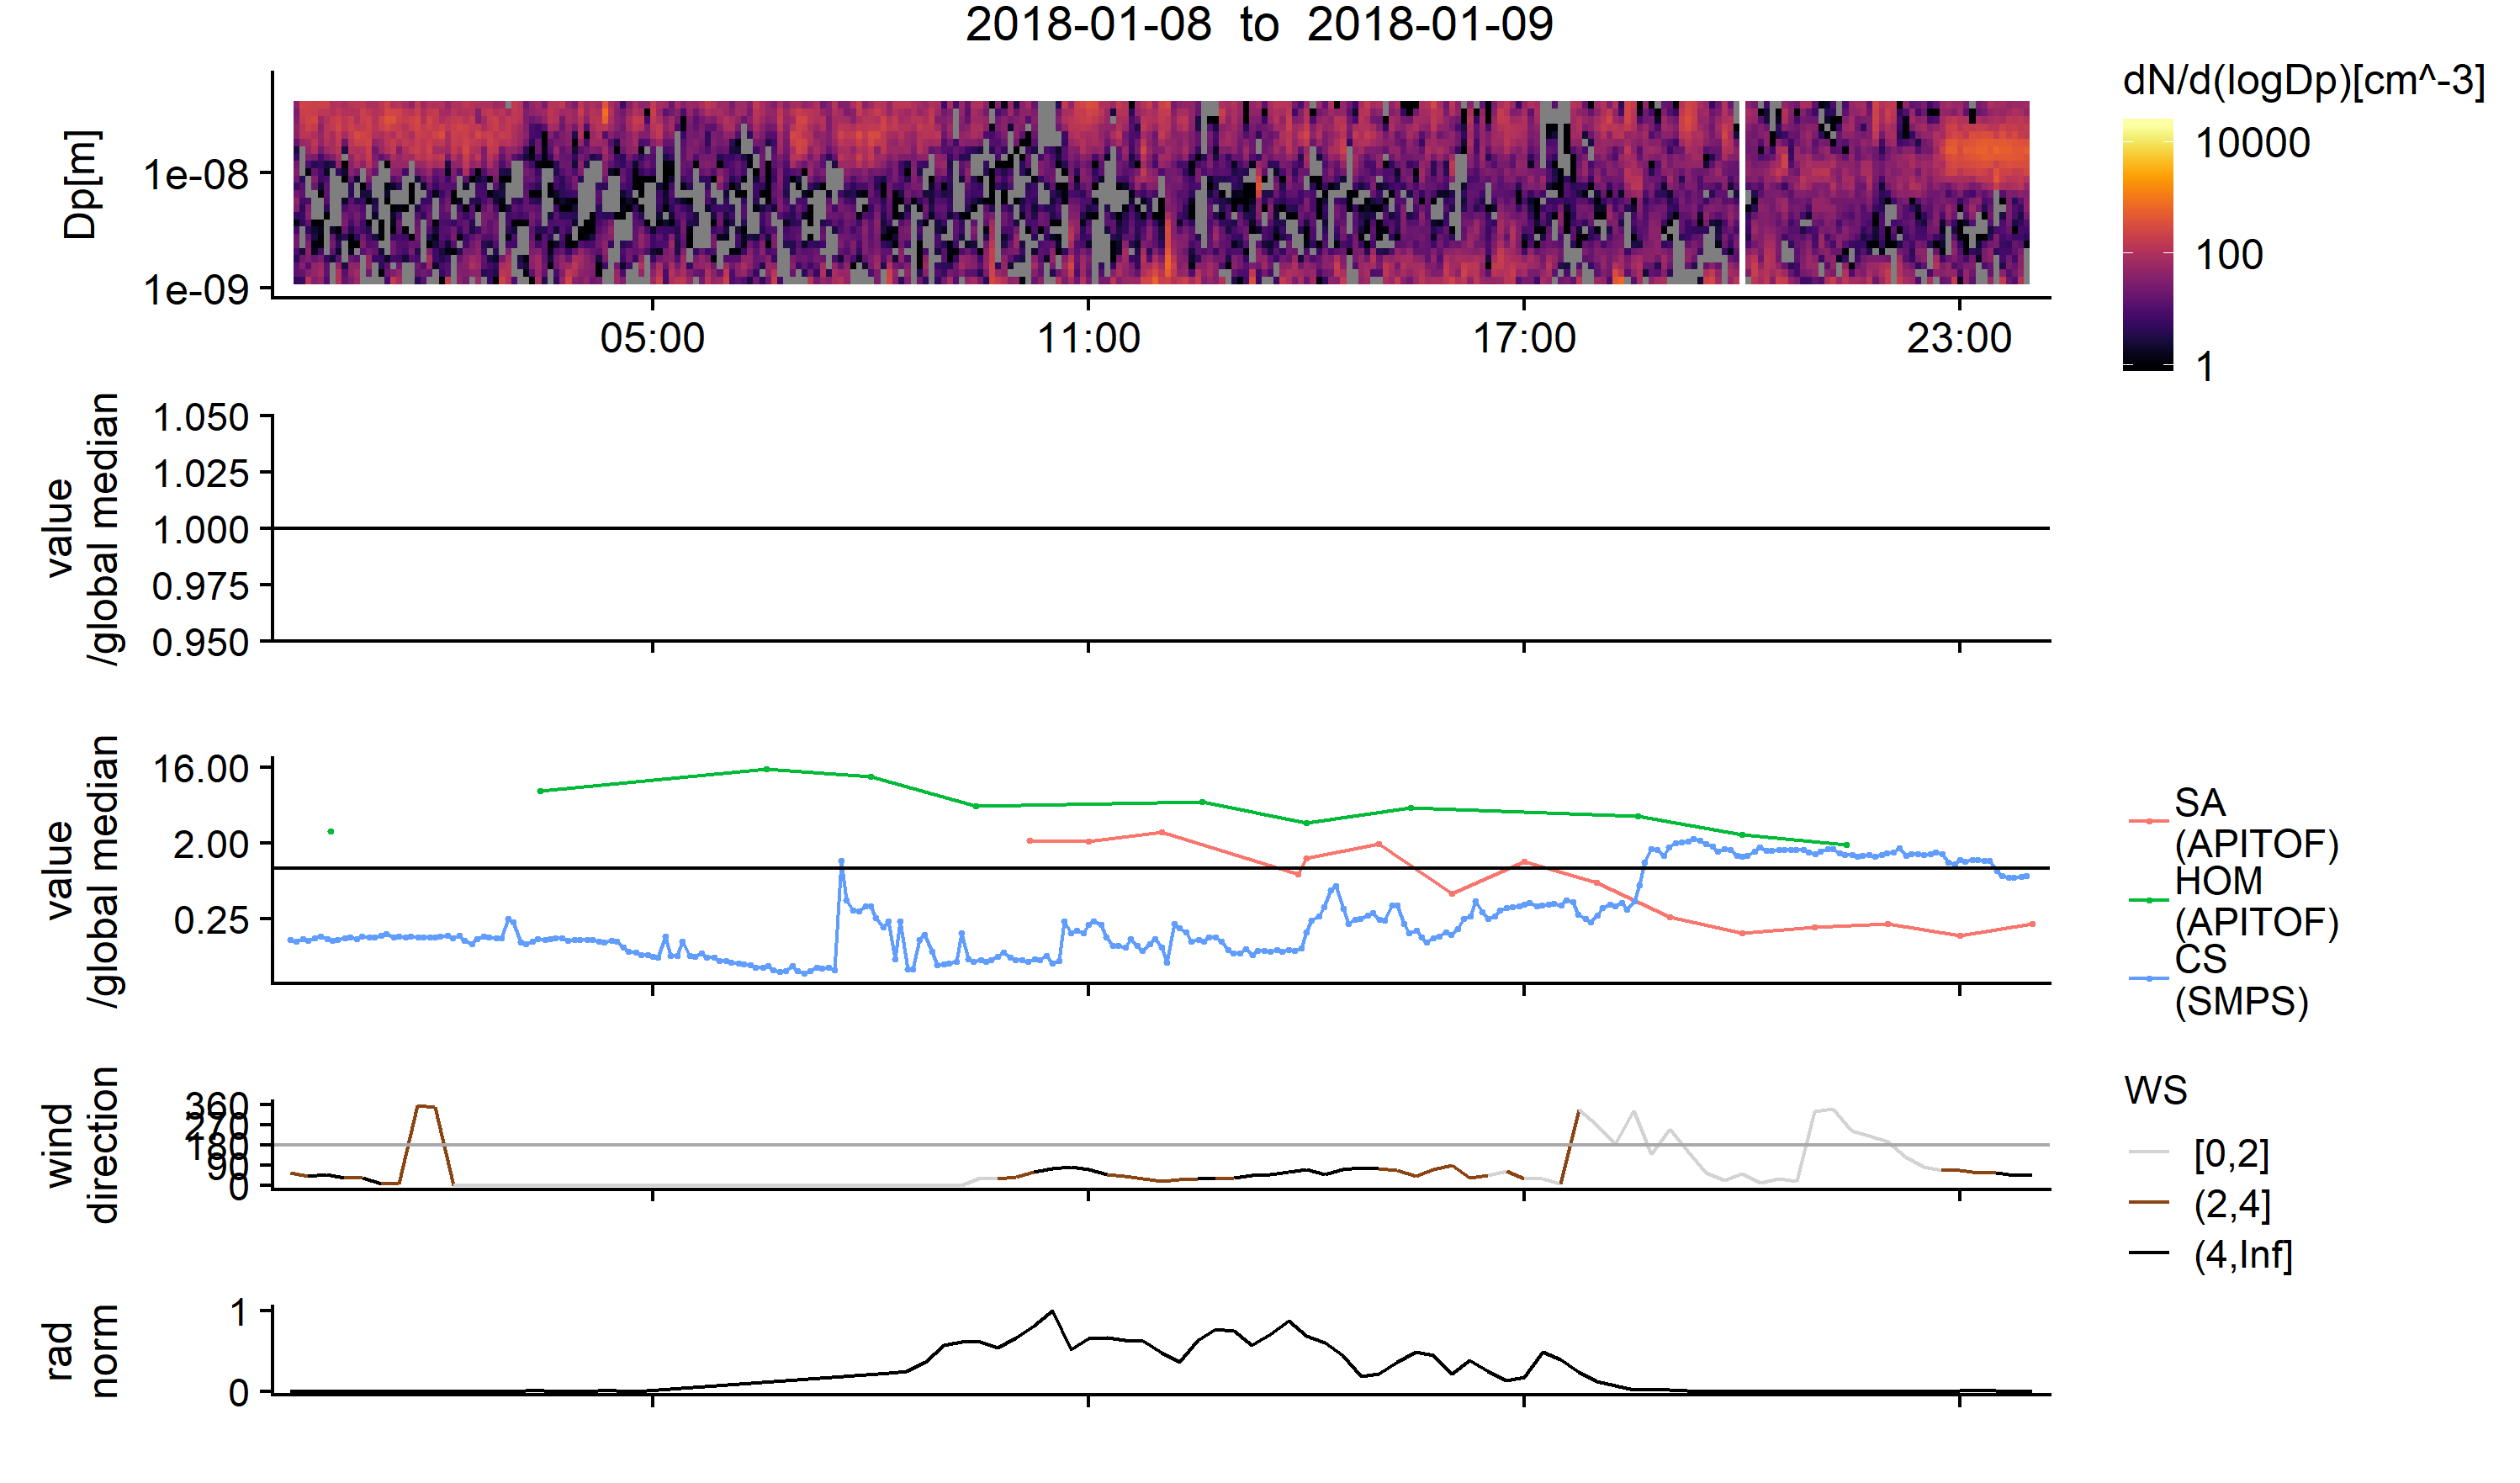 2018-01-08 to 2018-01-09
Dp[m]
1e-08
1e-09
05:00
11:00
17:00
23:00
dN/d(logDp)[cm^-3]
10000
100
1
value
/global median
1.050
1.025
1.000
0.975
0.950
value
/global median
16.00
2.00
0.25
SA
(APITOF)
HOM
(APITOF)
CS
(SMPS)
wind
direction
360
270
180
90
0
WS
[0,2]
(2,4]
(4,Inf]
rad
norm
1
0